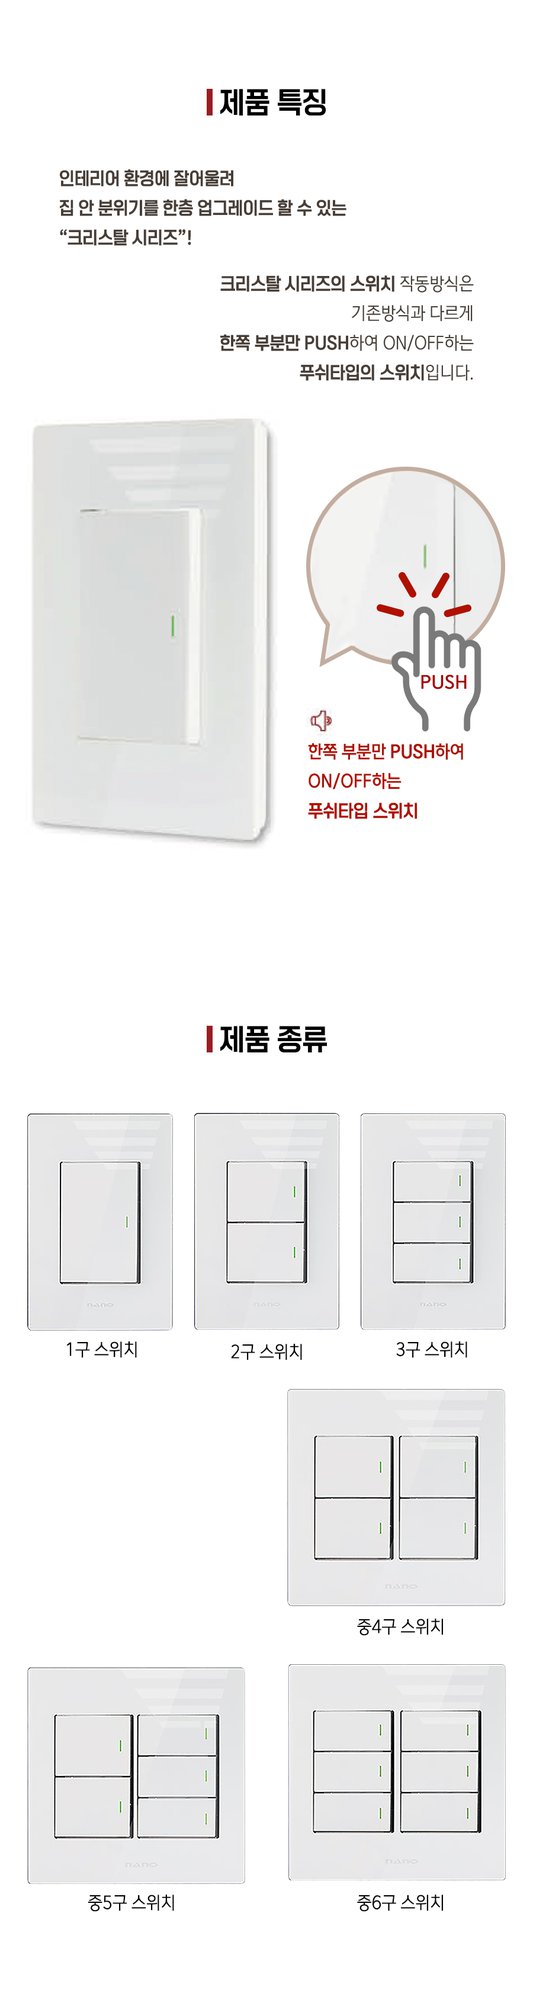 제품 특징
인테리어 환경에 잘어울려
집 안 분위기를 한층 업그레이드 할 수 있는
“크리스탈 시리즈”!
크리스탈 시리즈의 스위치 작동방식은
기존방식과 다르게
한쪽 부분만 PUSH하여 ON/OFF하는
푸쉬타입의 스위치입니다.
PUSH
한쪽 부분만 PUSH하여
ON/OFF하는
푸쉬타입 스위치
제품 종류
nano
nano
nano
1구 스위치
2구 스위치
3구 스위치
nano
중4구 스위치
nano
nano
중5구 스위치
중6구 스위치